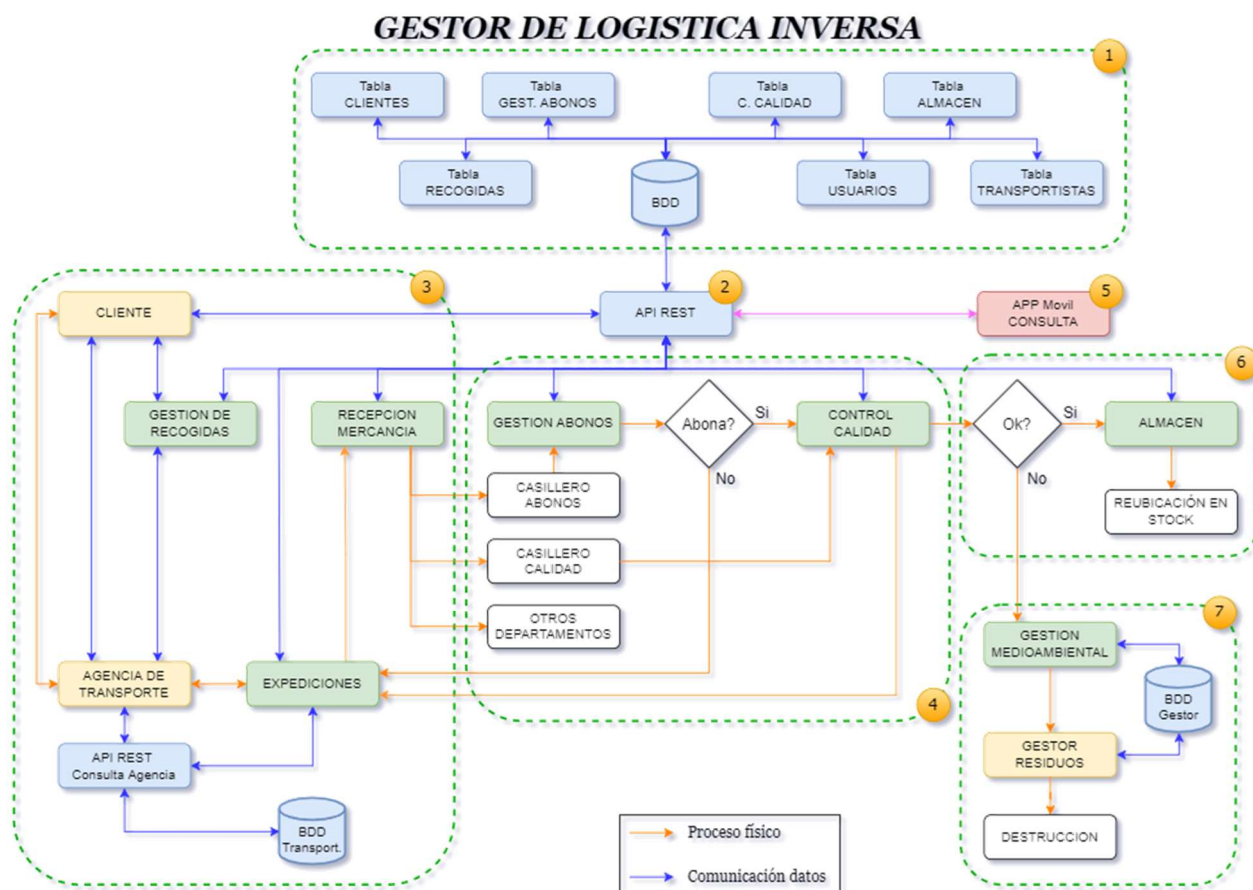 GESTOR DE LOGISTICA INVERSA
1
Tabla
CLIENTES
Tabla
GEST. ABONOS
Tabla
C. CALIDAD
Tabla
ALMACEN
Tabla
RECOGIDAS
BDD
Tabla
USUARIOS
Tabla
TRANSPORTISTAS
3
CLIENTE
2
API REST
5
APP Movil
CONSULTA
6
GESTION DE
RECOGIDAS
RECEPCION
MERCANCIA
GESTION ABONOS
Abona?
Si
No
CONTROL
CALIDAD
Ok?
Si
No
ALMACEN
CASILLERO
ABONOS
REUBICACIÓN EN
STOCK
CASILLERO
CALIDAD
OTROS
DEPARTAMENTOS
7
GESTION
MEDIOAMBIENTAL
AGENCIA DE
TRANSPORTE
EXPEDICIONES
4
BDD
Gestor
API REST
Consulta Agencia
GESTOR
RESIDUOS
BDD
Transport.
DESTRUCCION
Proceso físico
Comunicación datos